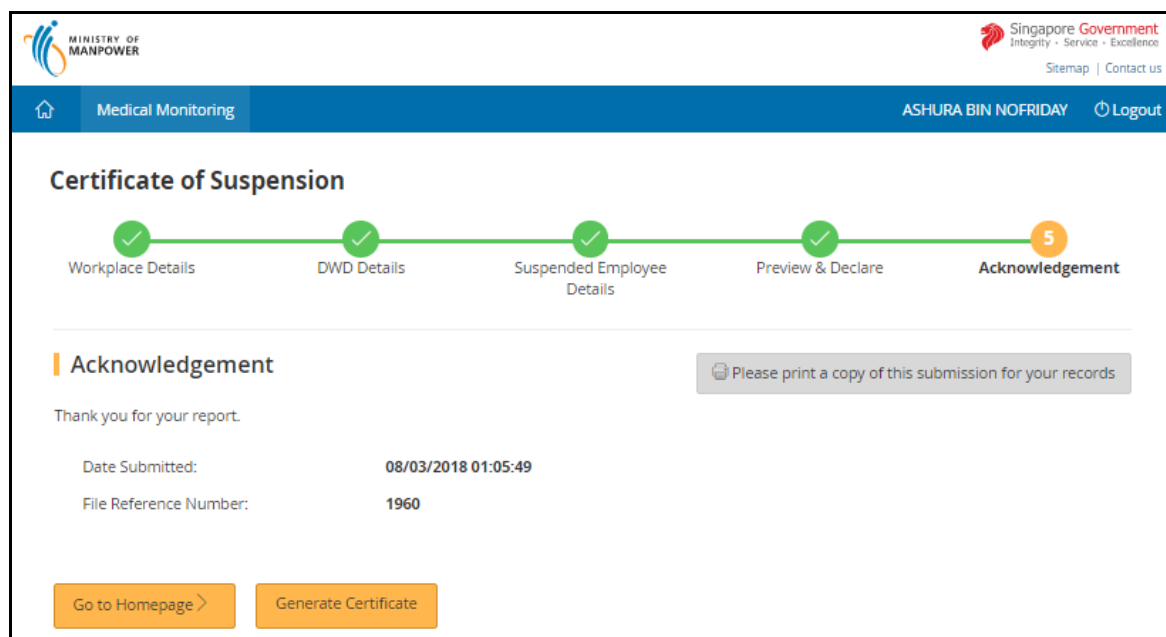 MINISTRY OF
MANPOWER
Singapore Government
Integrity · Service · Excellence
Sitemap | Contact us
Medical Monitoring
ASHURA BIN NOFRIDAY
Logout
Certificate of Suspension
Workplace Details
DWD Details
Suspended Employee
Details
Preview & Declare
5
Acknowledgement
Acknowledgement
Please print a copy of this submission for your records
Thank you for your report.
Date Submitted: 08/03/2018 01:05:49
File Reference Number: 1960
Go to Homepage >
Generate Certificate